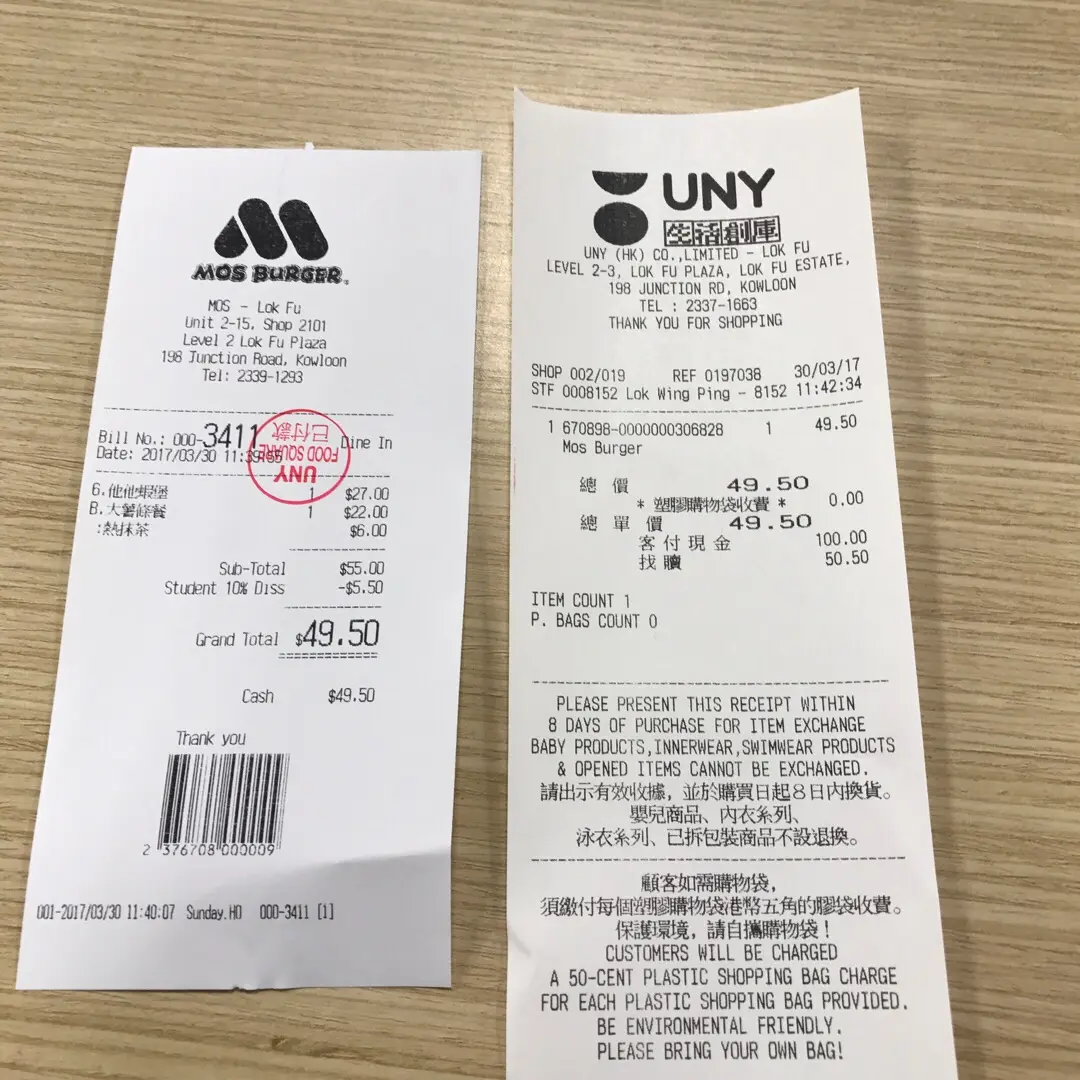 MOS BURGER
MOS - Lok Fu
Unit 2-15, Shop 2101
Level 2 Lok Fu Plaza
198 Junction Road, Kowloon
Tel: 2339-1293
Bill No.: 000-3411 Dine In
Date: 2017/03/30 11:39:55
已付款
FOOD SQUARE
UNY
6.他他蝦堡 1 $27.00
B.大薯條餐 1 $22.00
:熱抹茶 $6.00
Sub-Total $55.00
Student 10% Diss -$5.50
Grand Total $49.50
Cash $49.50
Thank you
2 376708 000009
001-2017/03/30 11:40:07 Sunday.HO 000-3411 [1]
UNY
生活創庫
UNY (HK) CO.,LIMITED - LOK FU
LEVEL 2-3, LOK FU PLAZA, LOK FU ESTATE,
198 JUNCTION RD, KOWLOON
TEL : 2337-1663
THANK YOU FOR SHOPPING
SHOP 002/019 REF 0197038 30/03/17
STF 0008152 Lok Wing Ping - 8152 11:42:34
1 670898-0000000306828 1 49.50
Mos Burger
總 價 49.50
* 塑膠購物袋收費 * 0.00
總 單 價 49.50
客 付 現 金 100.00
找 贖 50.50
ITEM COUNT 1
P. BAGS COUNT 0
PLEASE PRESENT THIS RECEIPT WITHIN
8 DAYS OF PURCHASE FOR ITEM EXCHANGE
BABY PRODUCTS,INNERWEAR,SWIMWEAR PRODUCTS
& OPENED ITEMS CANNOT BE EXCHANGED.
請出示有效收據, 並於購買日起8日內換貨。
嬰兒商品、內衣系列、
泳衣系列、已拆包裝商品不設退換。
顧客如需購物袋,
須繳付每個塑膠購物袋港幣五角的膠袋收費。
保護環境, 請自攜購物袋!
CUSTOMERS WILL BE CHARGED
A 50-CENT PLASTIC SHOPPING BAG CHARGE
FOR EACH PLASTIC SHOPPING BAG PROVIDED.
BE ENVIRONMENTAL FRIENDLY.
PLEASE BRING YOUR OWN BAG!